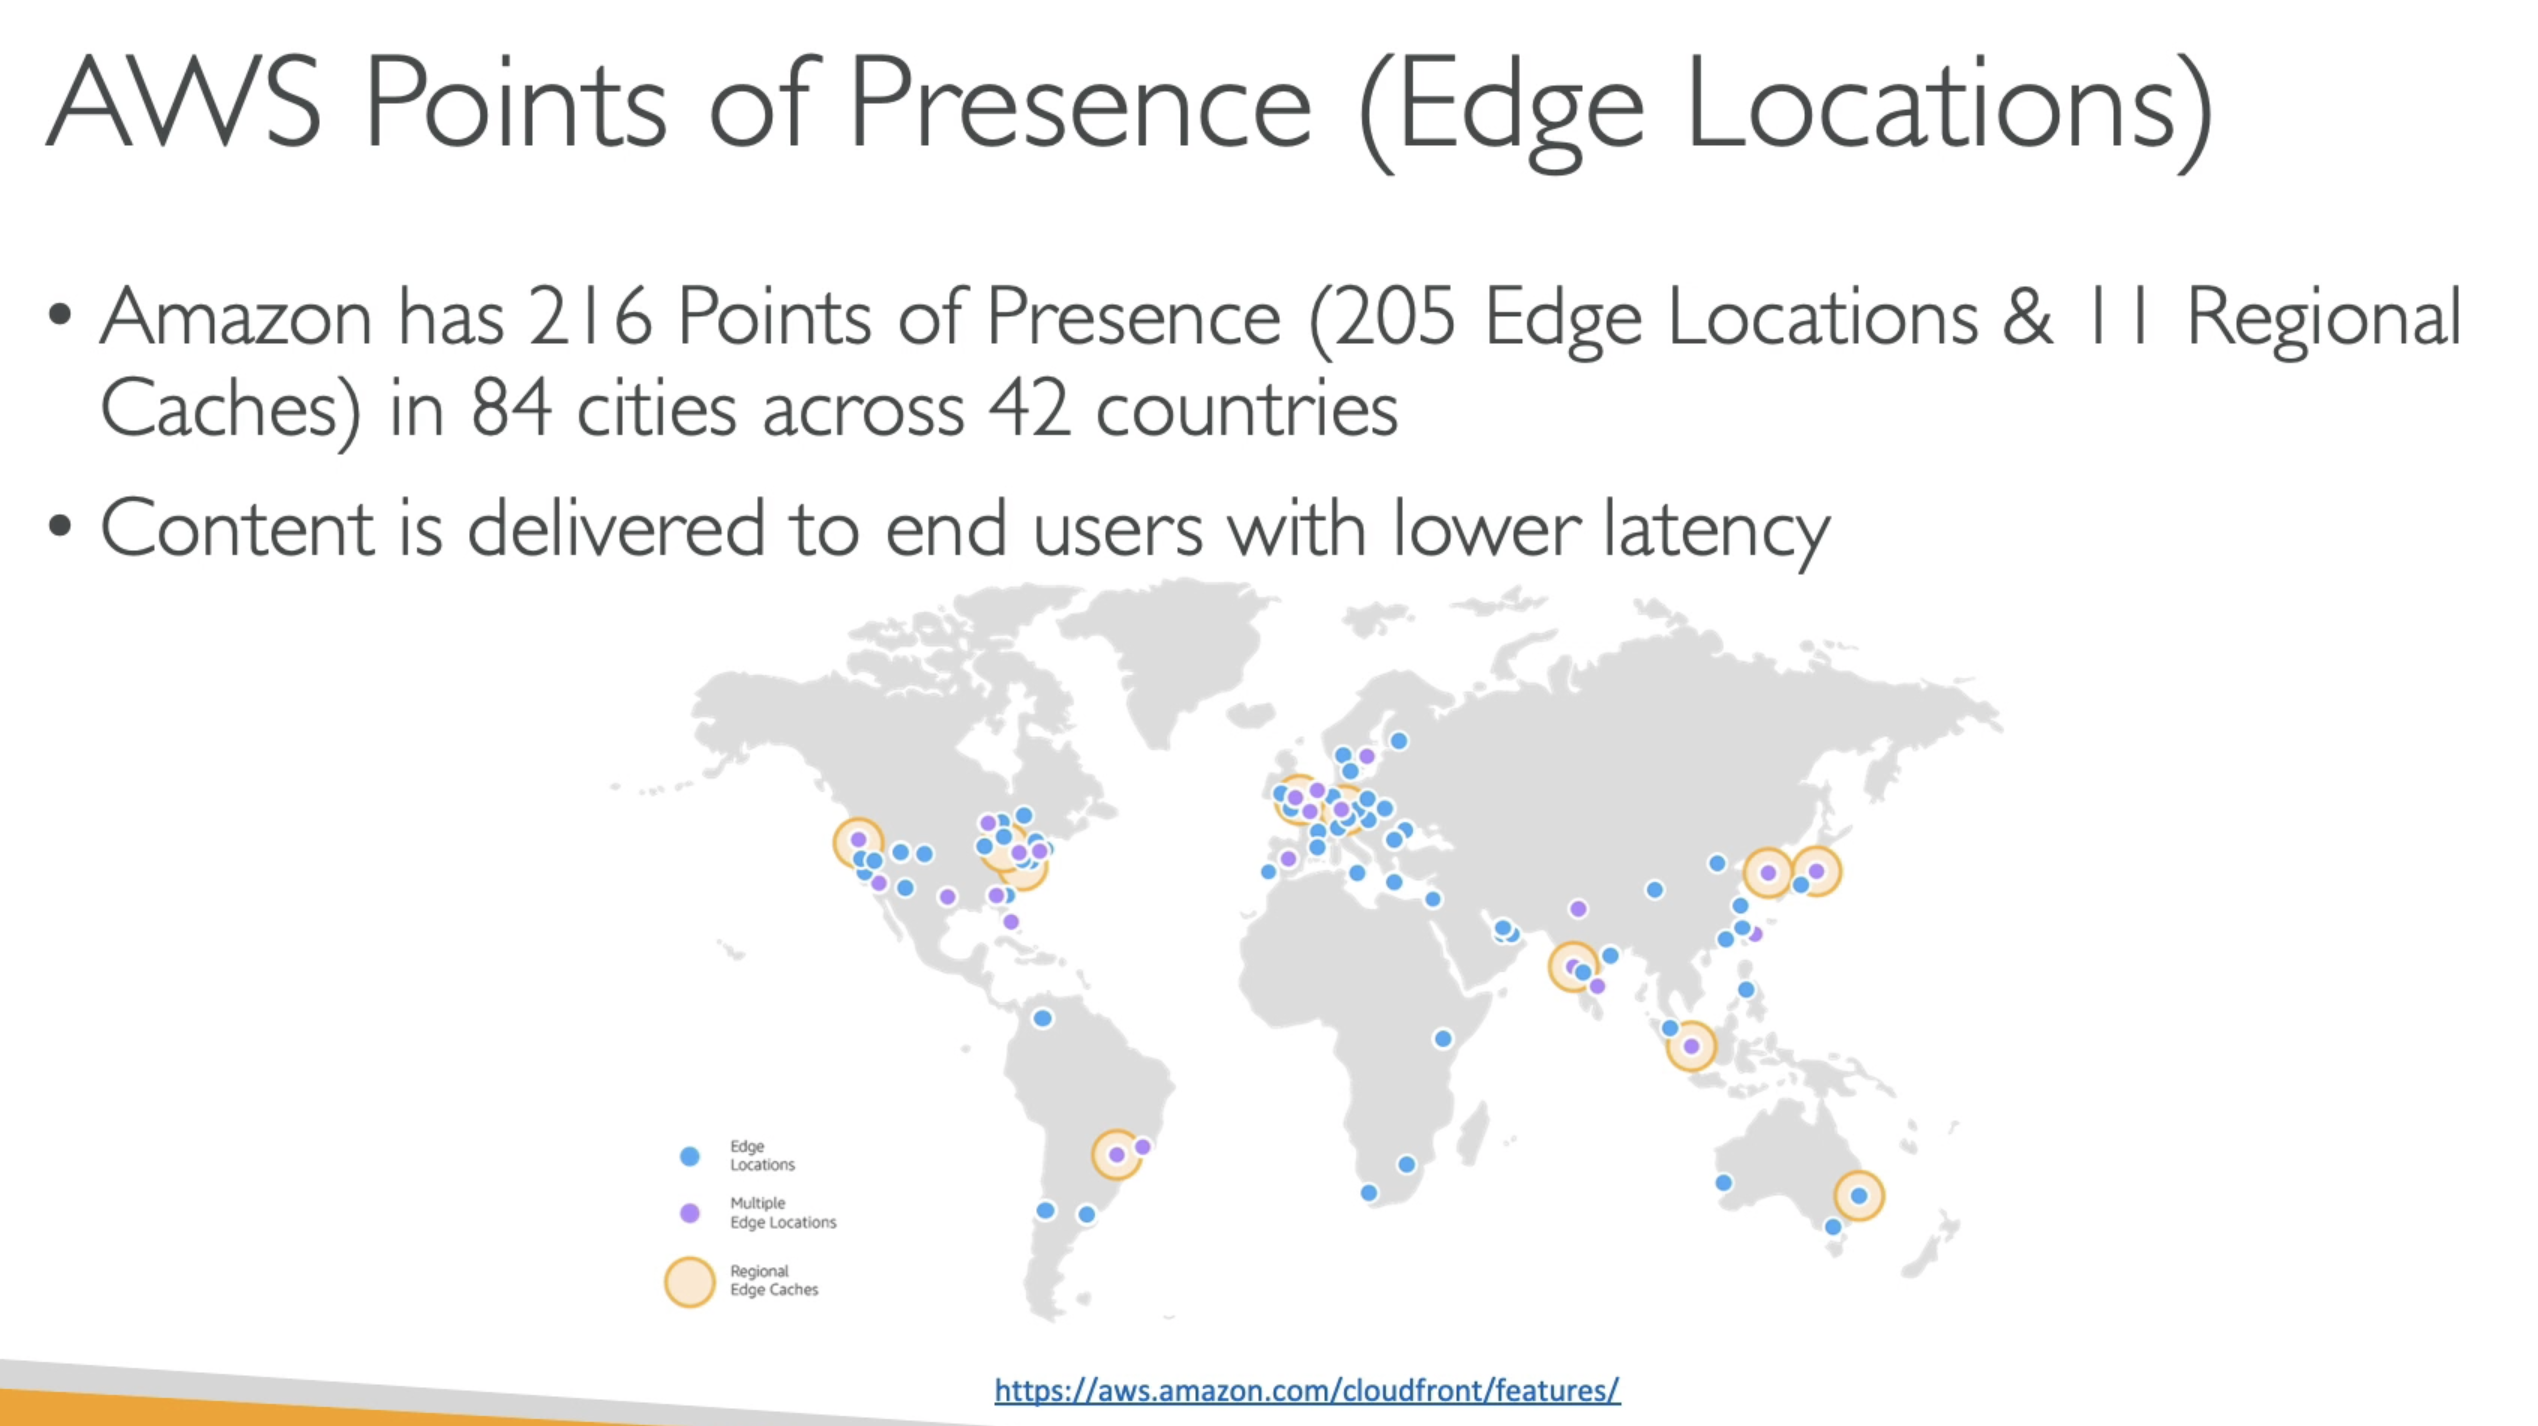 AWS Points of Presence (Edge Locations)
• Amazon has 216 Points of Presence (205 Edge Locations & 11 Regional
Caches) in 84 cities across 42 countries
• Content is delivered to end users with lower latency
Edge
Locations
Multiple
Edge Locations
Regional
Edge Caches
https://aws.amazon.com/cloudfront/features/